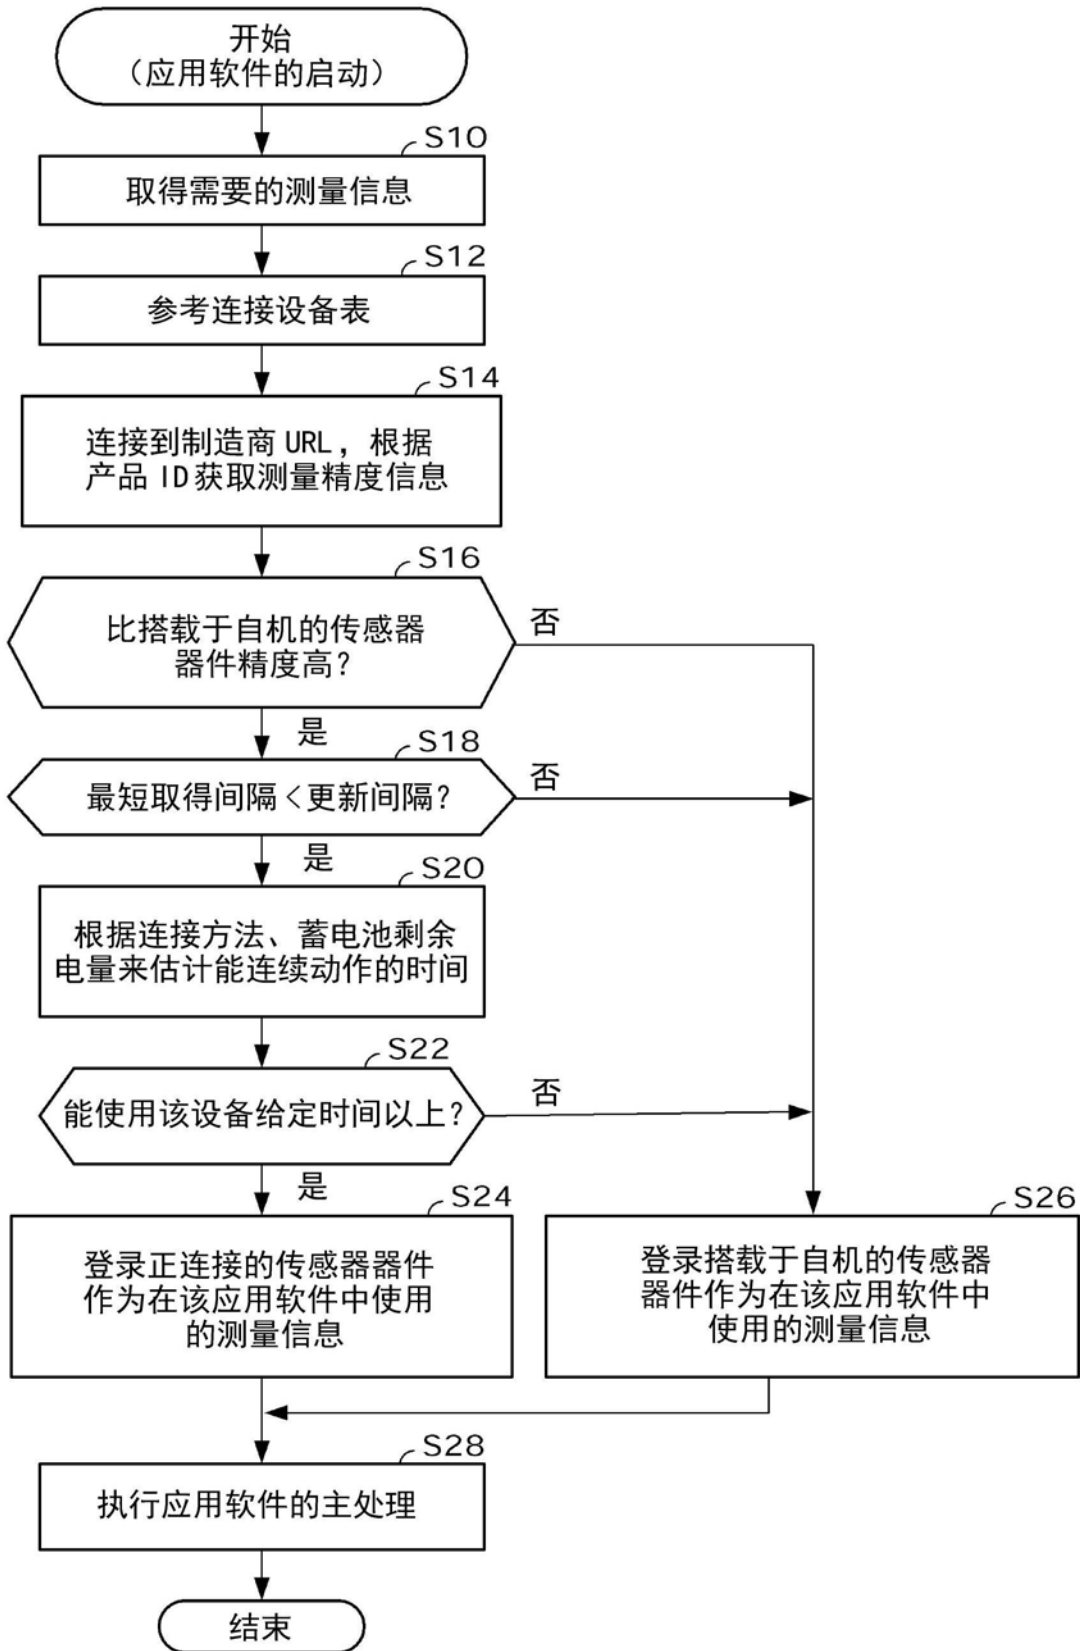 开始
（应用软件的启动）
S10
取得需要的测量信息
S12
参考连接设备表
S14
连接到制造商 URL，根据
产品 ID获取测量精度信息
S16
比搭载于自机的传感器
器件精度高？
否
是
S18
最短取得间隔＜更新间隔？
否
是
S20
根据连接方法、蓄电池剩余
电量来估计能连续动作的时间
S22
能使用该设备给定时间以上？
否
是
S24
登录正连接的传感器器件
作为在该应用软件中使用
的测量信息
S26
登录搭载于自机的传感器
器件作为在该应用软件中
使用的测量信息
S28
执行应用软件的主处理
结束